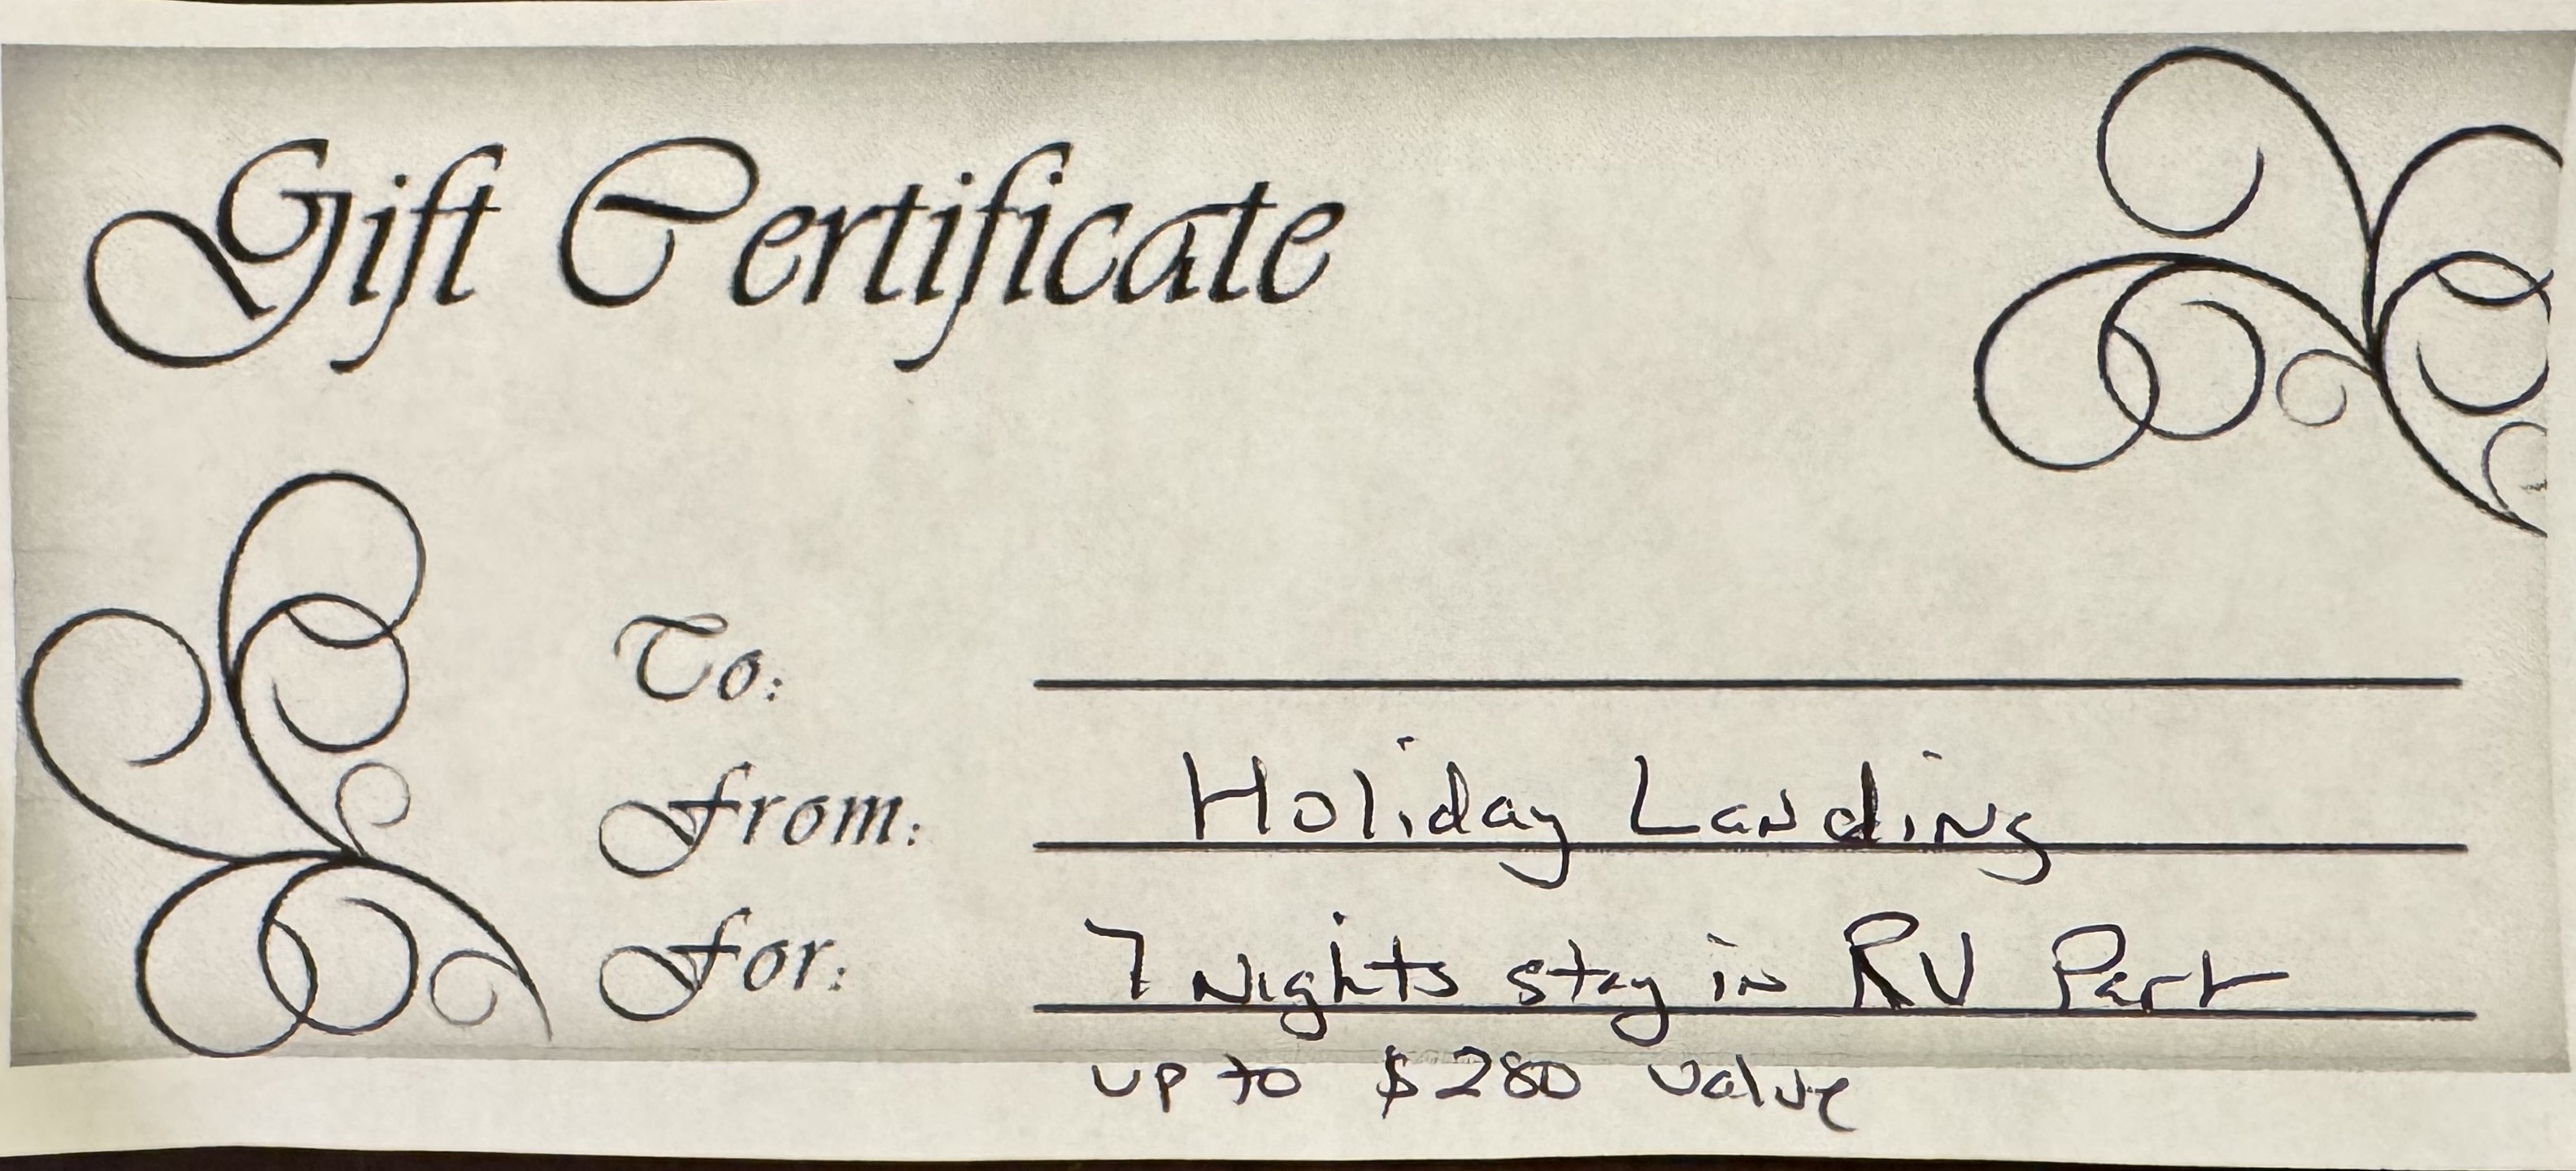 Gift Certificate
To:
From: Holiday Landing
For: 7 Nights stay in RV Park
up to $280 value